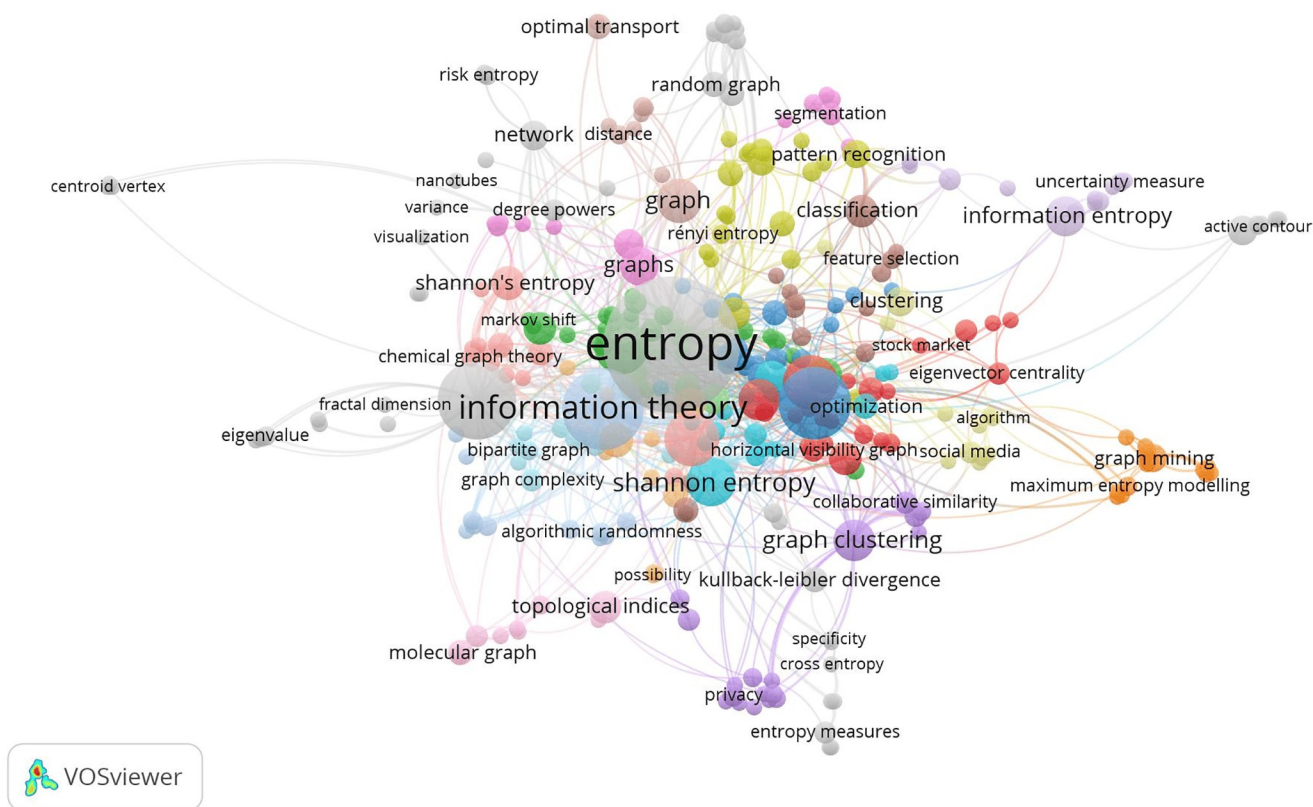 optimal transport
risk entropy
random graph
segmentation
network
distance
pattern recognition
centroid vertex
nanotubes
uncertainty measure
variance
degree powers
graph
classification
information entropy
visualization
rényi entropy
active contour
graphs
feature selection
shannon's entropy
clustering
markov shift
entropy
stock market
chemical graph theory
eigenvector centrality
fractal dimension
information theory
optimization
algorithm
eigenvalue
bipartite graph
horizontal visibility graph
social media
graph mining
graph complexity
shannon entropy
maximum entropy modelling
collaborative similarity
algorithmic randomness
graph clustering
possibility
kullback-leibler divergence
topological indices
specificity
molecular graph
cross entropy
privacy
entropy measures
VOSviewer